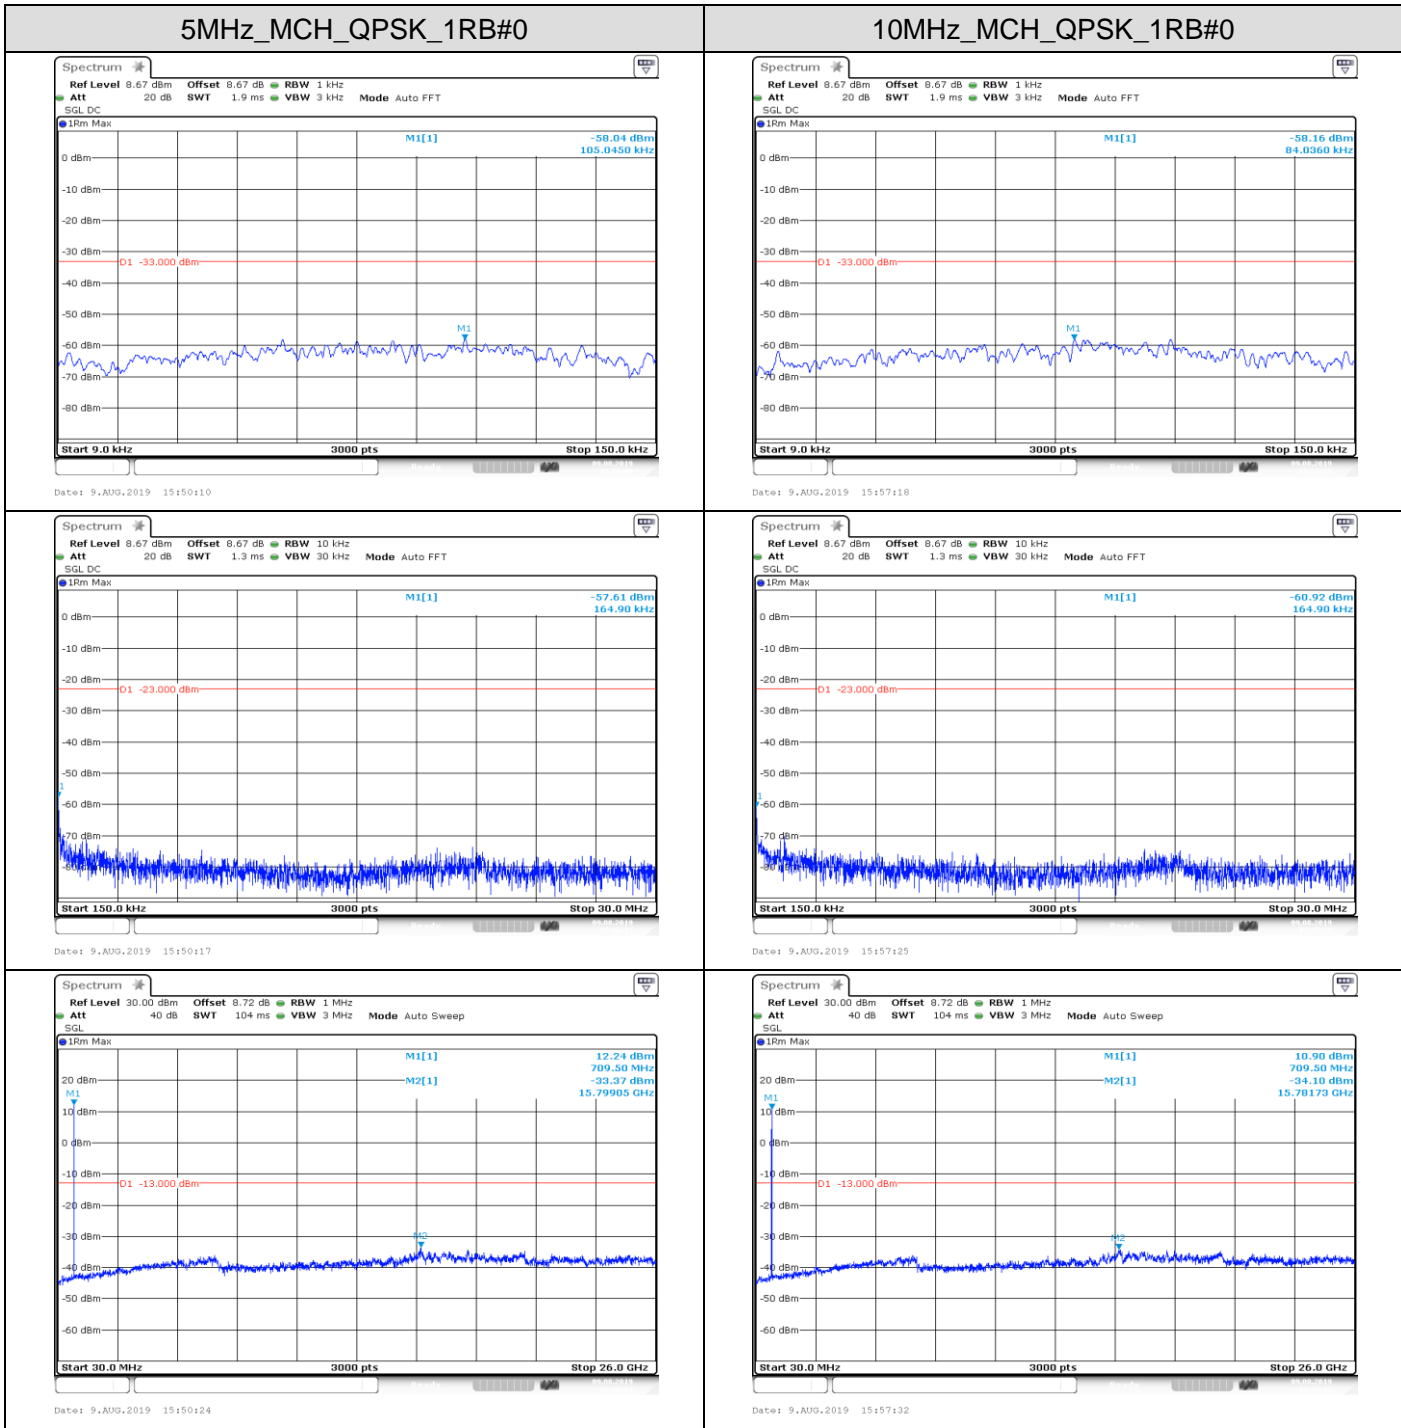 5MHz_MCH_QPSK_1RB#0
10MHz_MCH_QPSK_1RB#0
Spectrum
Ref Level 8.67 dBm Offset 8.67 dB RBW 1 kHz
Att 20 dB SWT 1.9 ms VBW 3 kHz Mode Auto FFT
SGL DC
1Rm Max
M1[1] -58.04 dBm
105.0450 kHz
0 dBm
-10 dBm
-20 dBm
-30 dBm
D1 -33.000 dBm
-40 dBm
-50 dBm
M1
-60 dBm
-70 dBm
-80 dBm
Start 9.0 kHz 3000 pts Stop 150.0 kHz
Date: 9.AUG.2019 15:50:10
Spectrum
Ref Level 8.67 dBm Offset 8.67 dB RBW 1 kHz
Att 20 dB SWT 1.9 ms VBW 3 kHz Mode Auto FFT
SGL DC
1Rm Max
M1[1] -58.16 dBm
84.0360 kHz
0 dBm
-10 dBm
-20 dBm
-30 dBm
D1 -33.000 dBm
-40 dBm
-50 dBm
M1
-60 dBm
-70 dBm
-80 dBm
Start 9.0 kHz 3000 pts Stop 150.0 kHz
Date: 9.AUG.2019 15:57:18
Spectrum
Ref Level 8.67 dBm Offset 8.67 dB RBW 10 kHz
Att 20 dB SWT 1.3 ms VBW 30 kHz Mode Auto FFT
SGL DC
1Rm Max
M1[1] -57.61 dBm
164.90 kHz
0 dBm
-10 dBm
-20 dBm
D1 -23.000 dBm
-30 dBm
-40 dBm
-50 dBm
1
-60 dBm
-70 dBm
Start 150.0 kHz 3000 pts Stop 30.0 MHz
Date: 9.AUG.2019 15:50:17
Spectrum
Ref Level 8.67 dBm Offset 8.67 dB RBW 10 kHz
Att 20 dB SWT 1.3 ms VBW 30 kHz Mode Auto FFT
SGL DC
1Rm Max
M1[1] -60.92 dBm
164.90 kHz
0 dBm
-10 dBm
-20 dBm
D1 -23.000 dBm
-30 dBm
-40 dBm
-50 dBm
1
-60 dBm
-70 dBm
Start 150.0 kHz 3000 pts Stop 30.0 MHz
Date: 9.AUG.2019 15:57:25
Spectrum
Ref Level 30.00 dBm Offset 8.72 dB RBW 1 MHz
Att 40 dB SWT 104 ms VBW 3 MHz Mode Auto Sweep
SGL
1Rm Max
M1[1] 12.24 dBm
709.50 MHz
20 dBm
M2[1] -33.37 dBm
15.79905 GHz
M1
10 dBm
0 dBm
-10 dBm
D1 -13.000 dBm
-20 dBm
-30 dBm
M2
-40 dBm
-50 dBm
-60 dBm
Start 30.0 MHz 3000 pts Stop 26.0 GHz
Date: 9.AUG.2019 15:50:24
Spectrum
Ref Level 30.00 dBm Offset 8.72 dB RBW 1 MHz
Att 40 dB SWT 104 ms VBW 3 MHz Mode Auto Sweep
SGL
1Rm Max
M1[1] 10.90 dBm
709.50 MHz
20 dBm
M2[1] -34.10 dBm
15.78173 GHz
M1
10 dBm
0 dBm
-10 dBm
D1 -13.000 dBm
-20 dBm
-30 dBm
M2
-40 dBm
-50 dBm
-60 dBm
Start 30.0 MHz 3000 pts Stop 26.0 GHz
Date: 9.AUG.2019 15:57:32